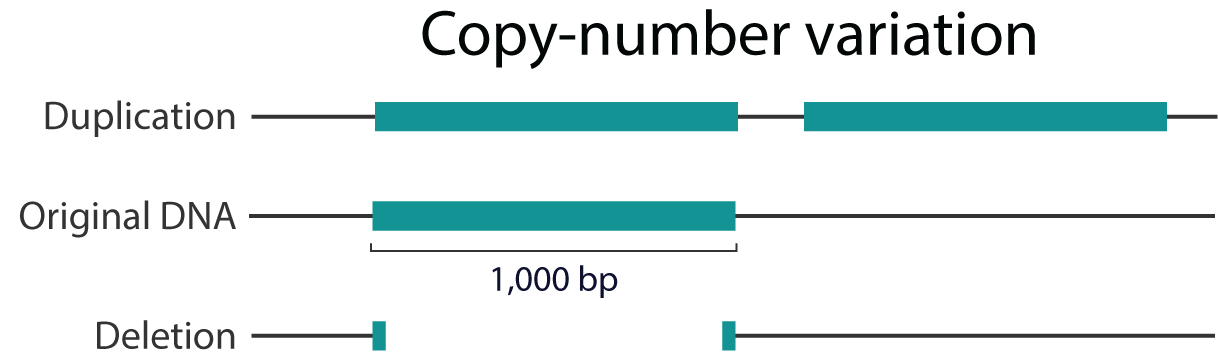 Copy-number variation
Duplication
Original DNA
1,000 bp
Deletion